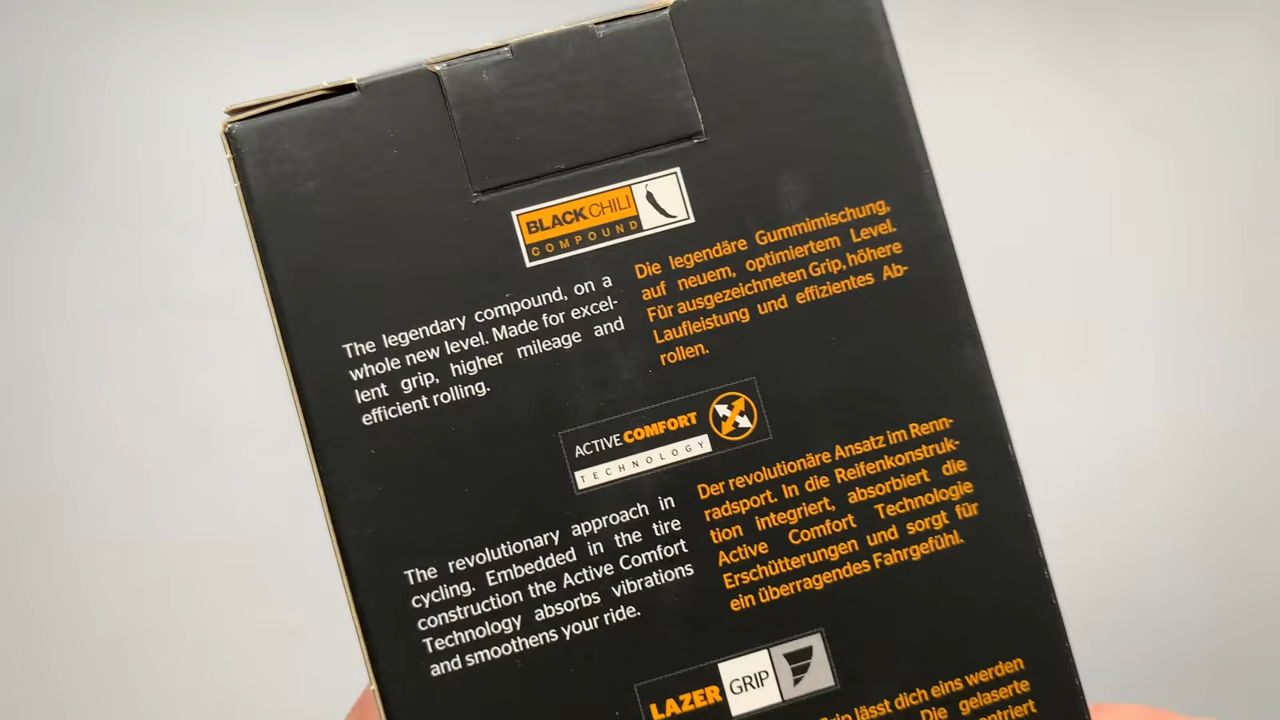 BLACK CHILI
COMPOUND
The legendary compound, on a
whole new level. Made for excel-
lent grip, higher mileage and
efficient rolling.
Die legendäre Gummimischung,
auf neuem, optimiertem Level.
Für ausgezeichneten Grip, höhere
Laufleistung und effizientes Ab-
rollen.
ACTIVE COMFORT
TECHNOLOGY
The revolutionary approach in
cycling. Embedded in the tire
construction the Active Comfort
Technology absorbs vibrations
and smoothens your ride.
Der revolutionäre Ansatz im Renn-
radsport. In die Reifenkonstruk-
tion integriert, absorbiert die
Active Comfort Technologie
Erschütterungen und sorgt für
ein überragendes Fahrgefühl.
LAZER GRIP
lässt dich eins werden
Die gelaserte